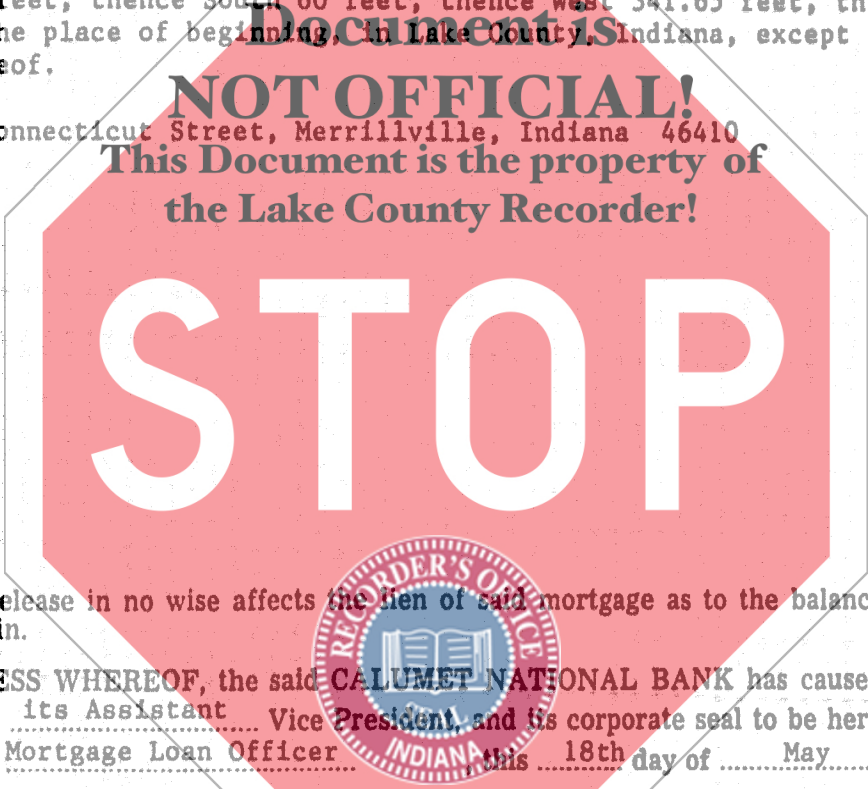 eet, thence South 60 feet, thence West 341.65 feet, th
e place of beginning, in Lake County, Indiana, except
eof.
Document is
NOT OFFICIAL!
onnecticut Street, Merrillville, Indiana 46410
This Document is the property of
the Lake County Recorder!
STOP
RECORDER'S OFFICE
elease in no wise affects the lien of said mortgage as to the balanc
in.
ESS WHEREOF, the said CALUMET NATIONAL BANK has cause
its Assistant Vice President, and its corporate seal to be her
SEAL
Mortgage Loan Officer, this 18th day of May
INDIANA